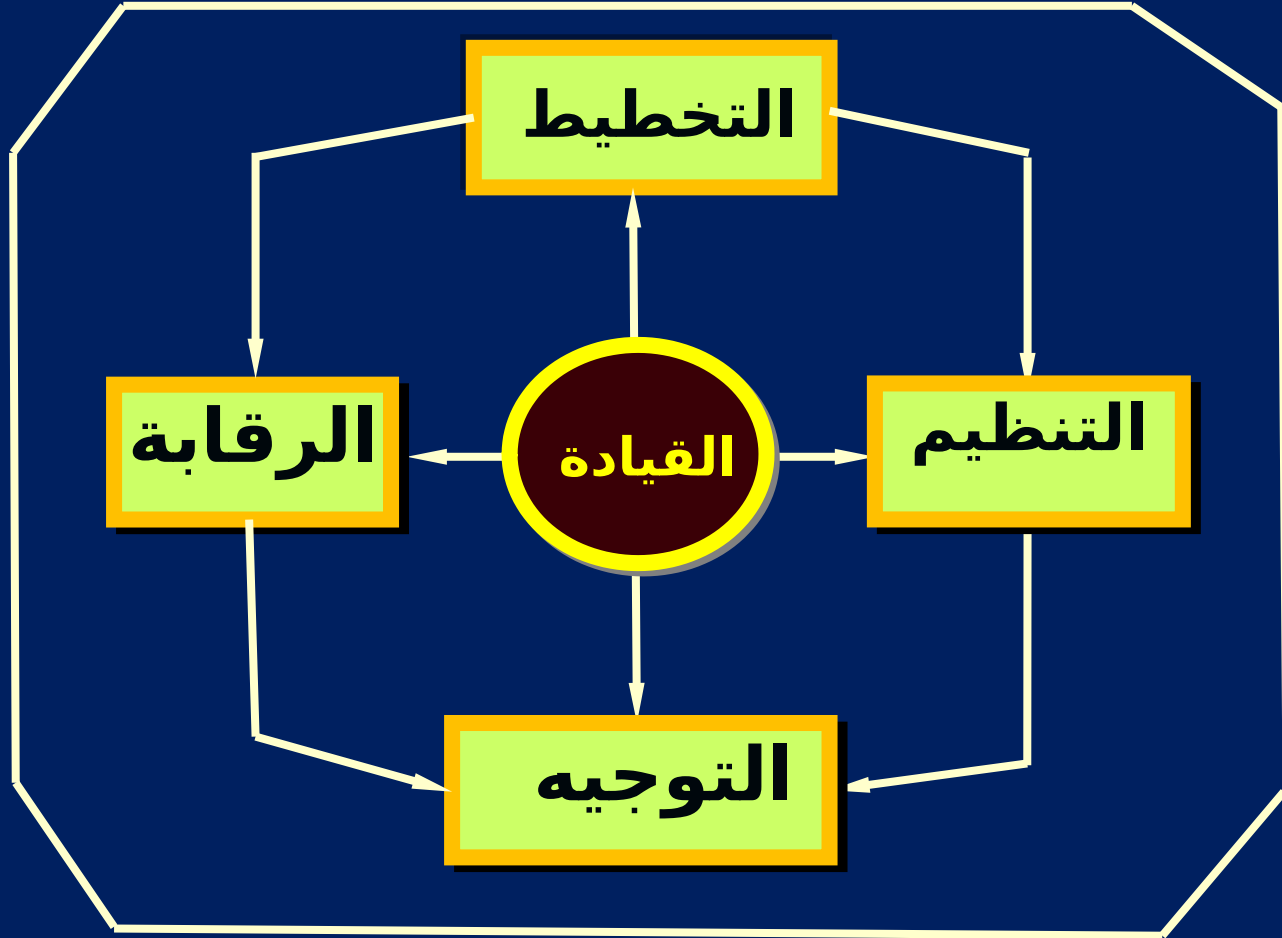 التخطيط
التنظيم
القيادة
الرقابة
التوجيه